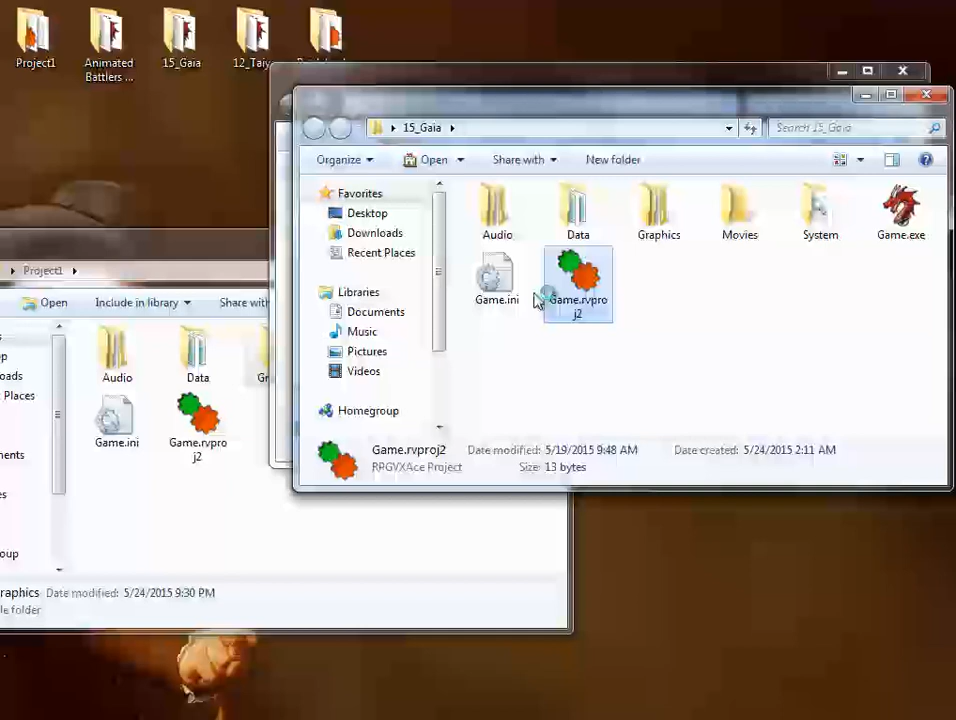 Project1
Animated
Battlers ...
15_Gaia
15_Gaia
Search 15_Gaia
Organize
Open
Share with
New folder
Favorites
Desktop
Downloads
Recent Places
Libraries
Documents
Music
Pictures
Videos
Homegroup
Audio
Data
Graphics
Movies
System
Game.exe
Game.ini
Game.rvpro
j2
Game.rvproj2
Date modified: 5/19/2015 9:48 AM
Date created: 5/24/2015 2:11 AM
RPGVXAce Project
Size: 13 bytes
Project1
Open
Include in library
Share with
Audio
Data
Game.ini
Game.rvpro
j2
Places
Date modified: 5/24/2015 9:30 PM